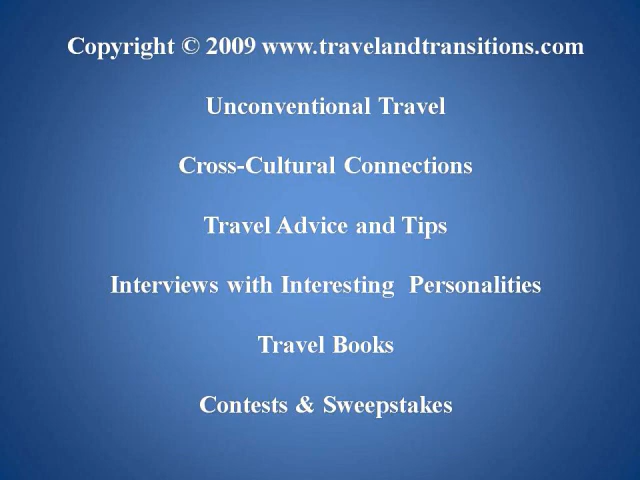 Copyright © 2009 www.travelandtransitions.com
Unconventional Travel
Cross-Cultural Connections
Travel Advice and Tips
Interviews with Interesting  Personalities
Travel Books
Contests & Sweepstakes